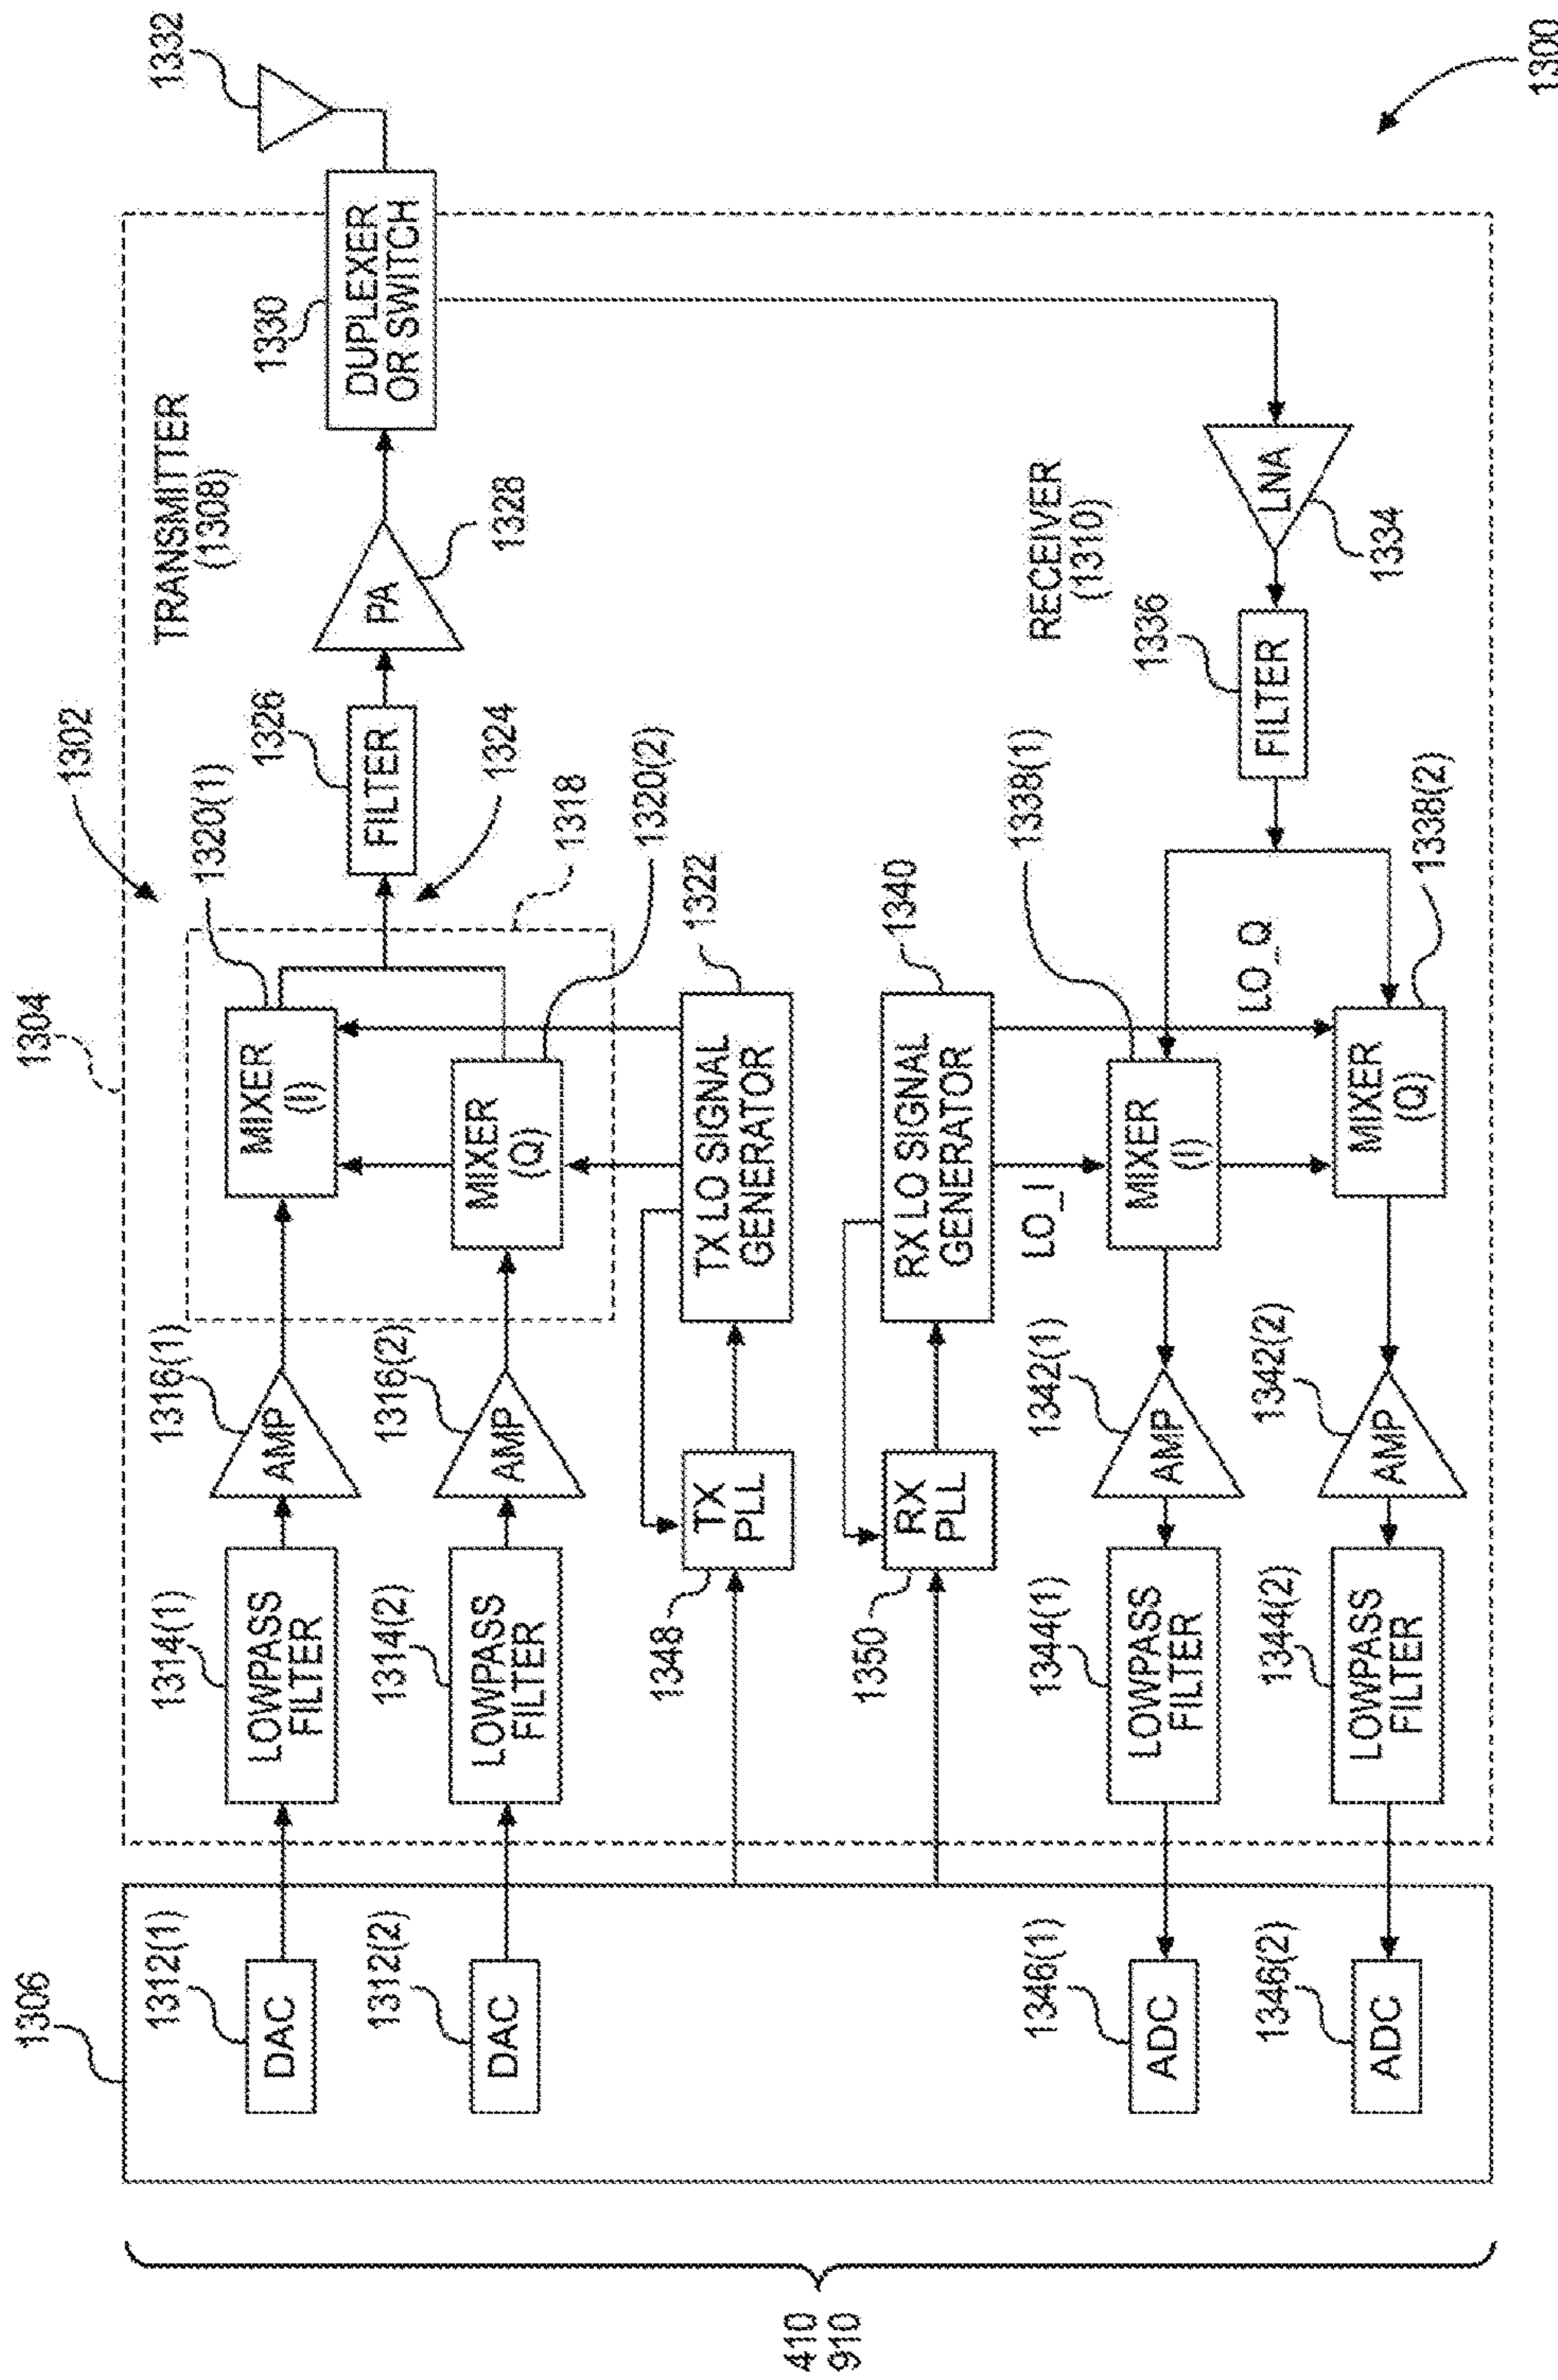 1300
1304
1302
1332
TRANSMITTER
(1308)
1330
DUPLEXER
OR SWITCH
1328
PA
1326
FILTER
1324
1318
1320(1)
MIXER
(I)
1320(2)
MIXER
(Q)
1322
TX LO SIGNAL
GENERATOR
1316(1)
AMP
1316(2)
AMP
1314(1)
LOWPASS
FILTER
1314(2)
LOWPASS
FILTER
1348
TX
PLL
1306
1312(1)
DAC
1312(2)
DAC
RECEIVER
(1310)
LNA
1334
1336
FILTER
1340
RX LO SIGNAL
GENERATOR
1350
RX
PLL
1338(1)
LO_I
MIXER
(I)
LO_Q
1338(2)
MIXER
(Q)
1342(1)
AMP
1342(2)
AMP
1344(1)
LOWPASS
FILTER
1344(2)
LOWPASS
FILTER
1346(1)
ADC
1346(2)
ADC
410
910